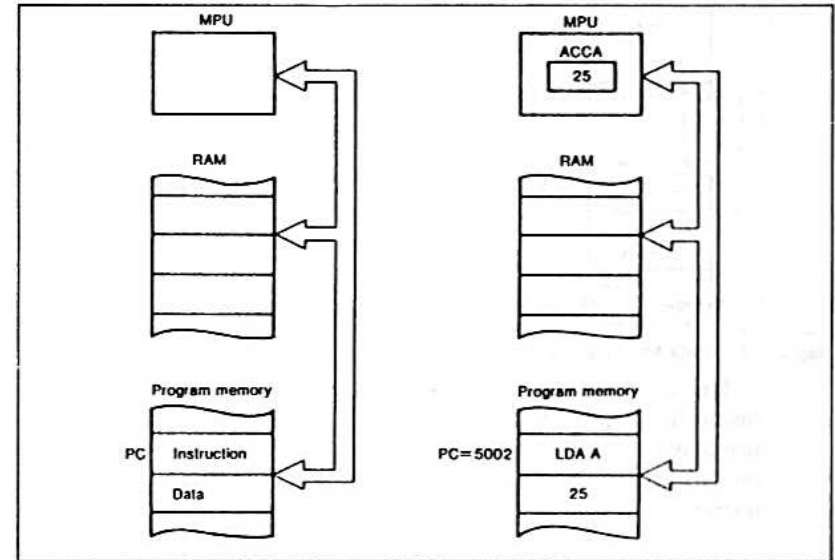 MPU
RAM
Program memory
PC
Instruction
Data
MPU
ACCA
25
RAM
Program memory
PC=5002
LDA A
25